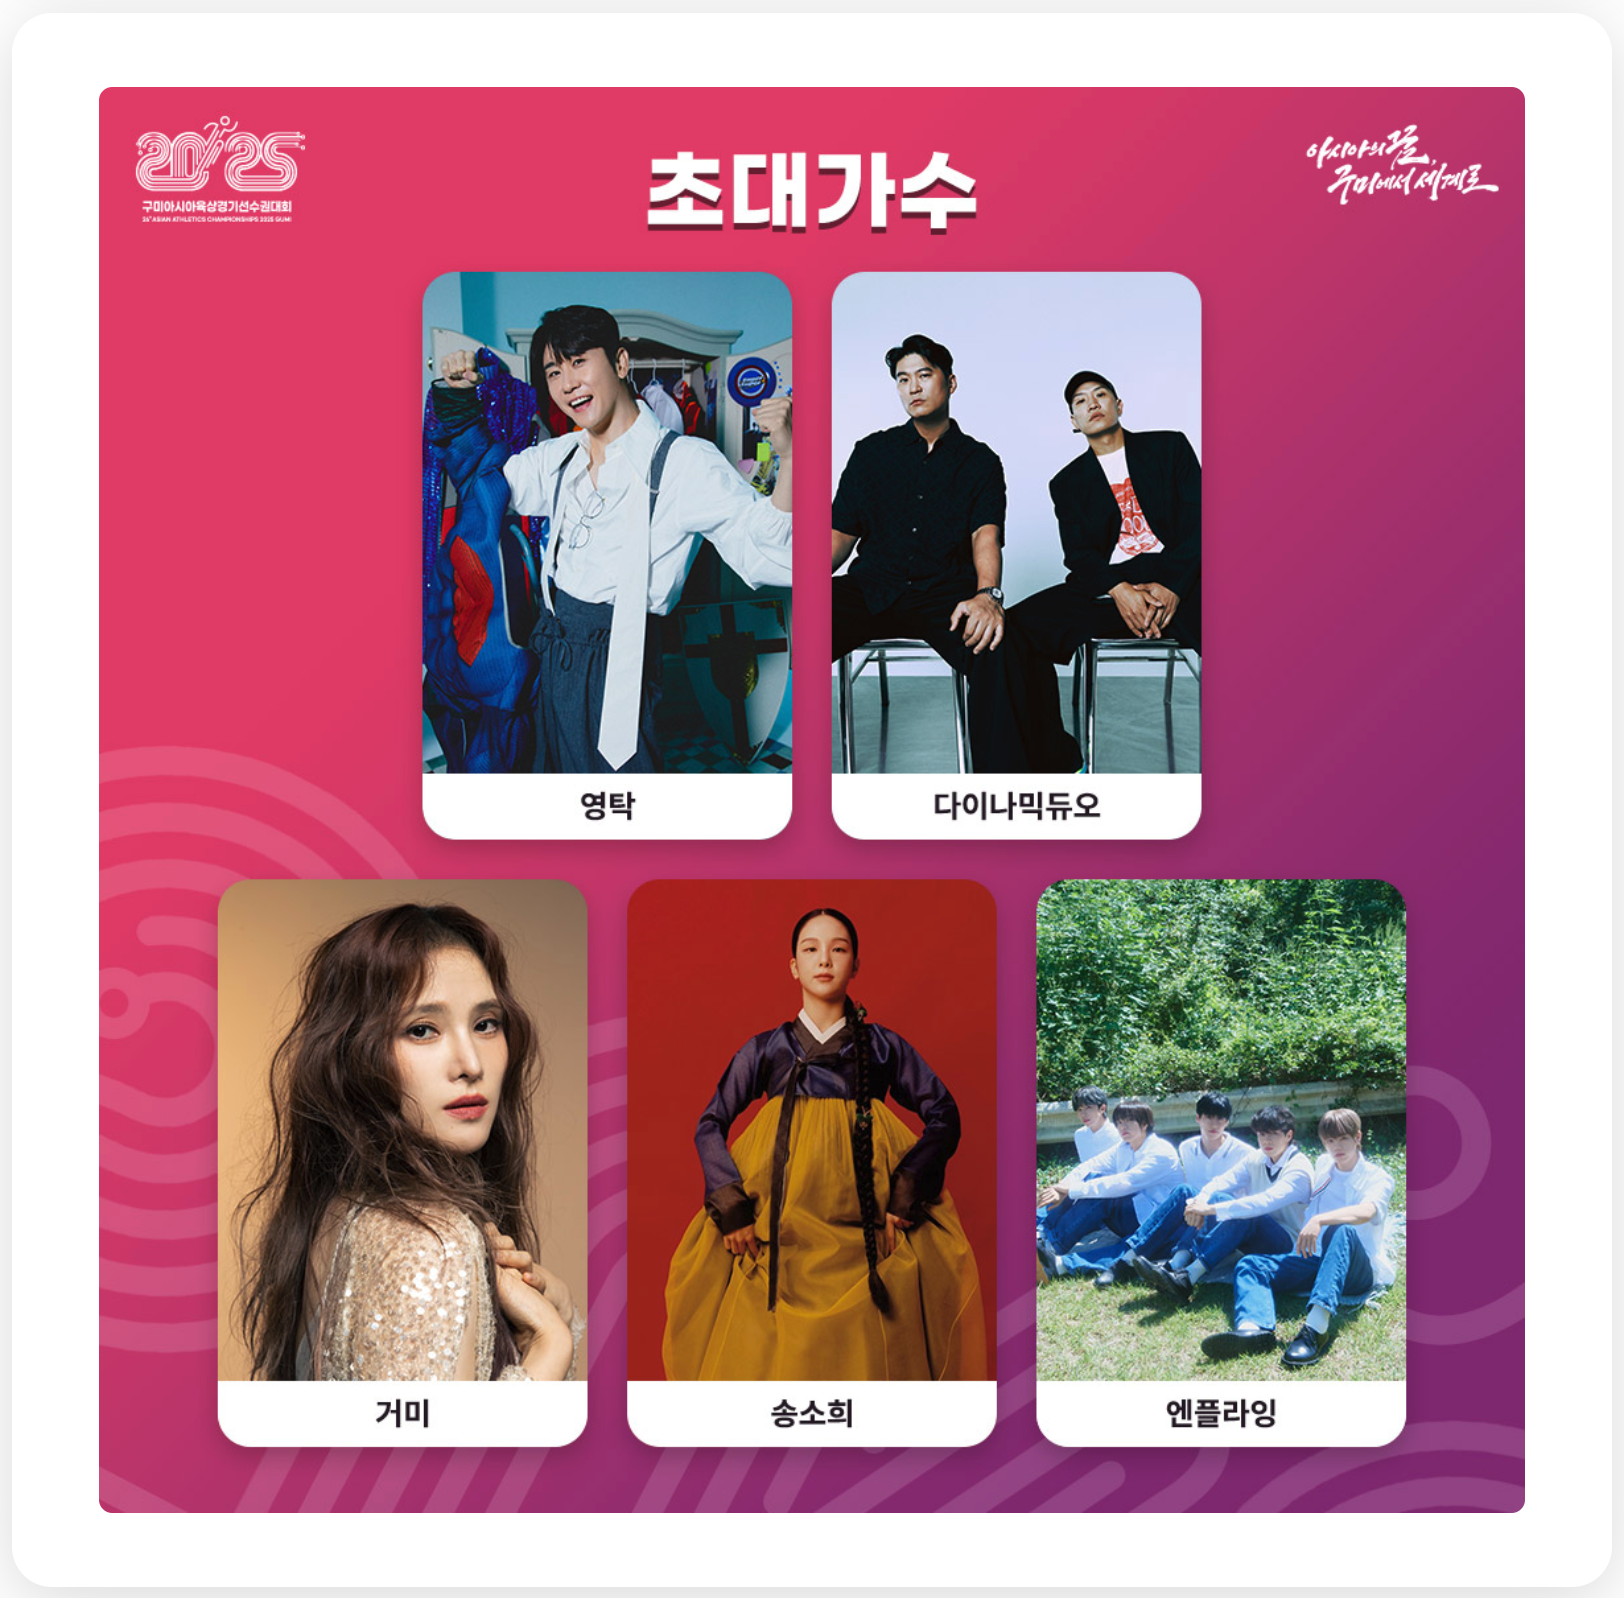 2025
구미아시아육상경기선수권대회
26th ASIAN ATHLETICS CHAMPIONSHIPS 2025 GUMI
초대가수
아시아의 꿈,
구미에서 세계로
영탁
다이나믹듀오
거미
송소희
엔플라잉